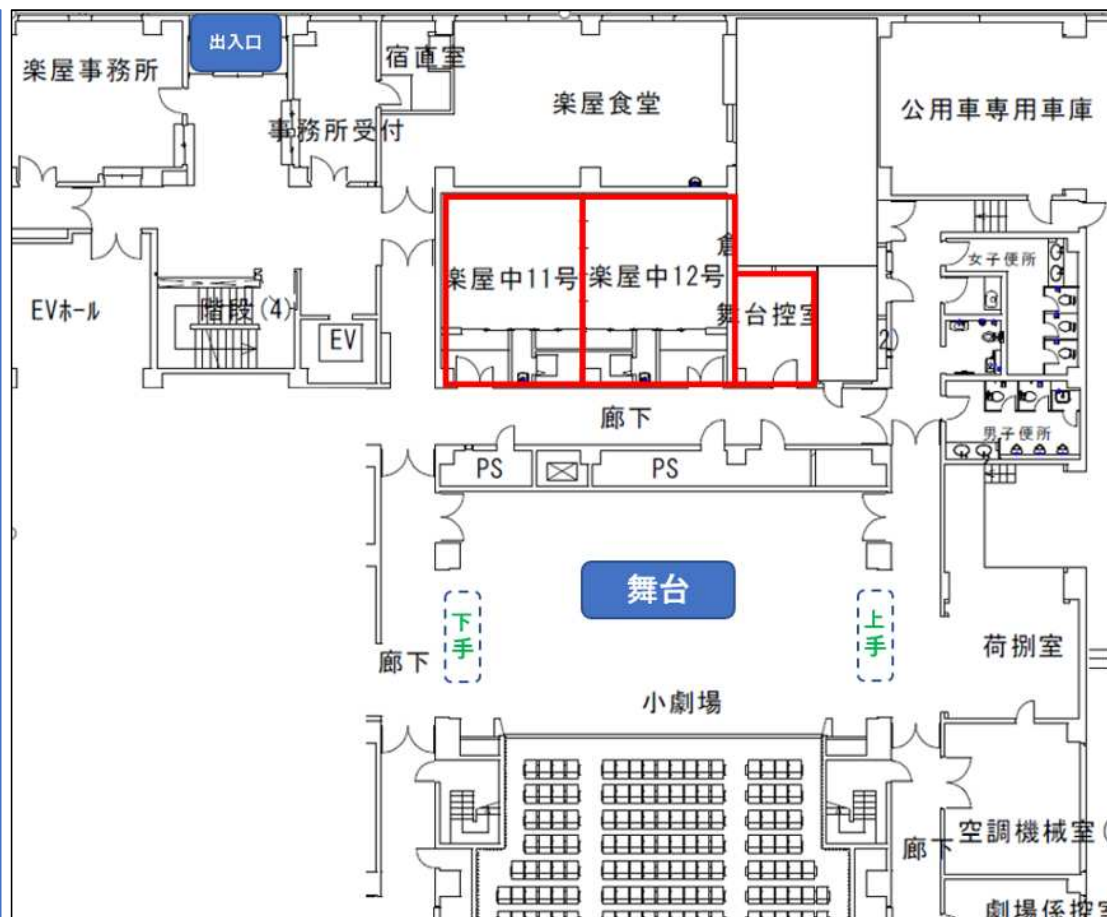 出入口
楽屋事務所
宿直室
楽屋食堂
公用車専用車庫
事務所受付
倉
女子便所
楽屋中11号
楽屋中12号
EVホール
階段(4)
EV
舞台控室
2)
廊下
男子便所
PS
PS
舞台
下手
上手
廊下
荷捌室
小劇場
廊下
空調機械室(
劇場係控室